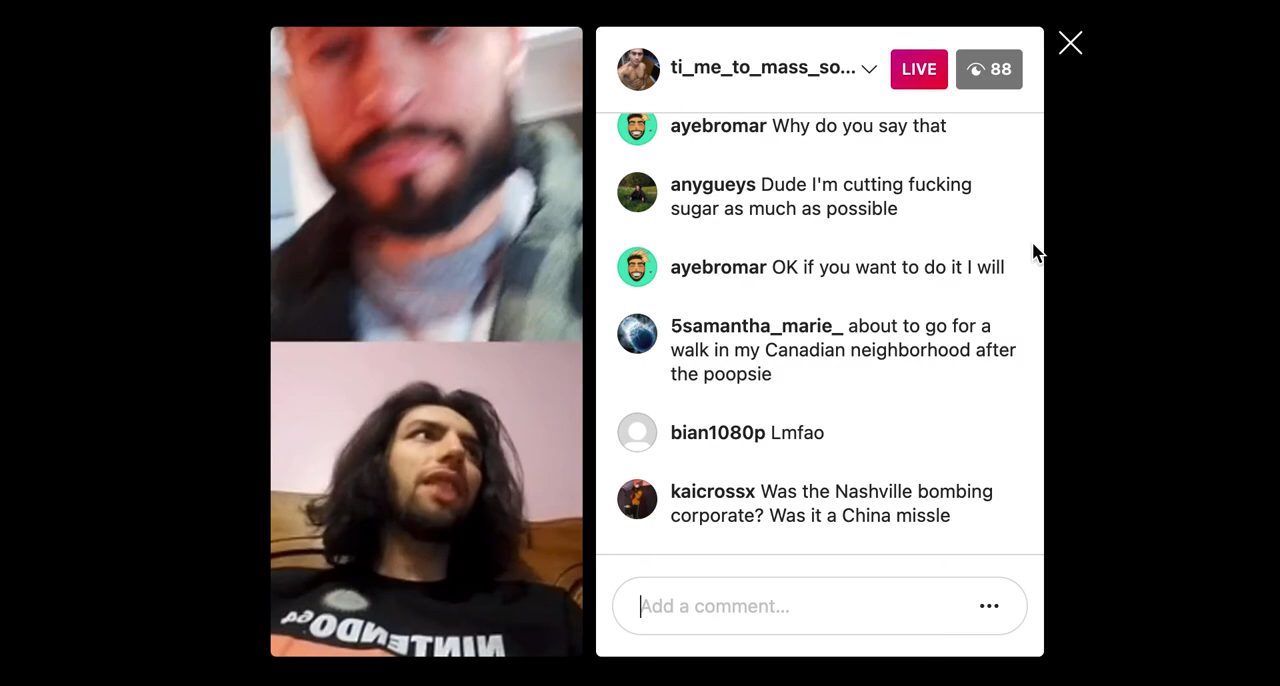 ti_me_to_mass_so... LIVE 88
ayebromar Why do you say that
anygueys Dude I'm cutting fucking
sugar as much as possible
ayebromar OK if you want to do it I will
5samantha_marie_ about to go for a
walk in my Canadian neighborhood after
the poopsie
bian1080p Lmfao
kaicrossx Was the Nashville bombing
corporate? Was it a China missle
Add a comment...
NINTENDO64